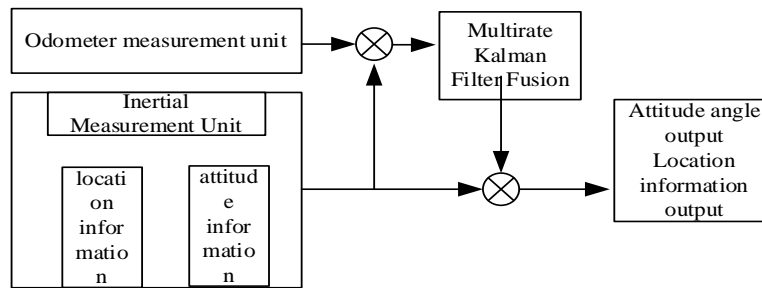 Odometer measurement unit
Multirate
Kalman
Filter Fusion
Inertial
Measurement Unit
locati
on
infor
matio
n
attitud
e
infor
matio
n
Attitude angle
output
Location
information
output